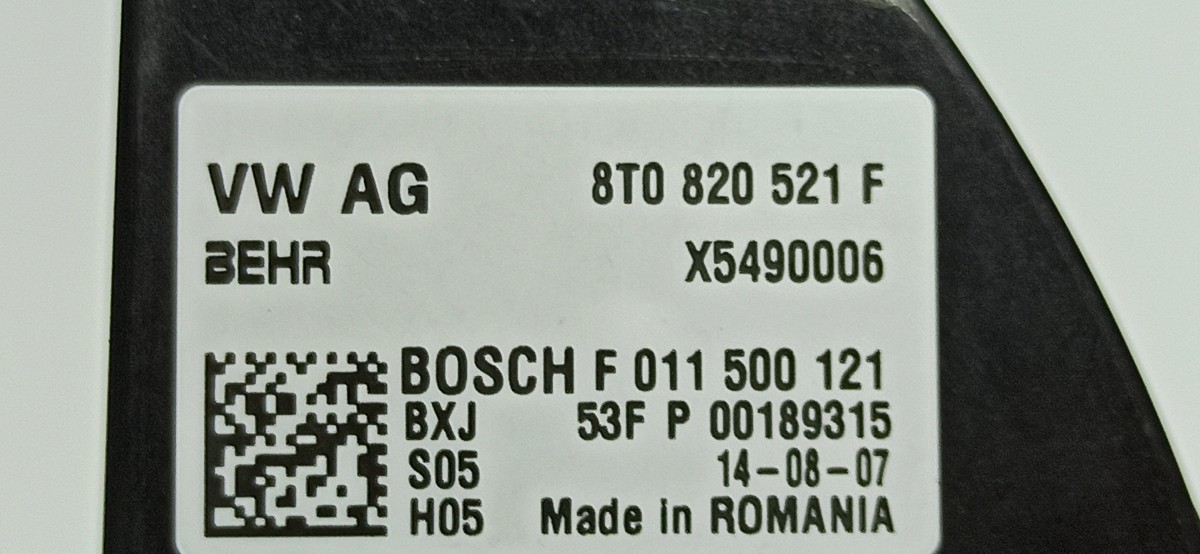 VW AG 8T0 820 521 F
BEHR X5490006
BOSCH F 011 500 121
BXJ 53F P 00189315
S05 14-08-07
H05 Made in ROMANIA